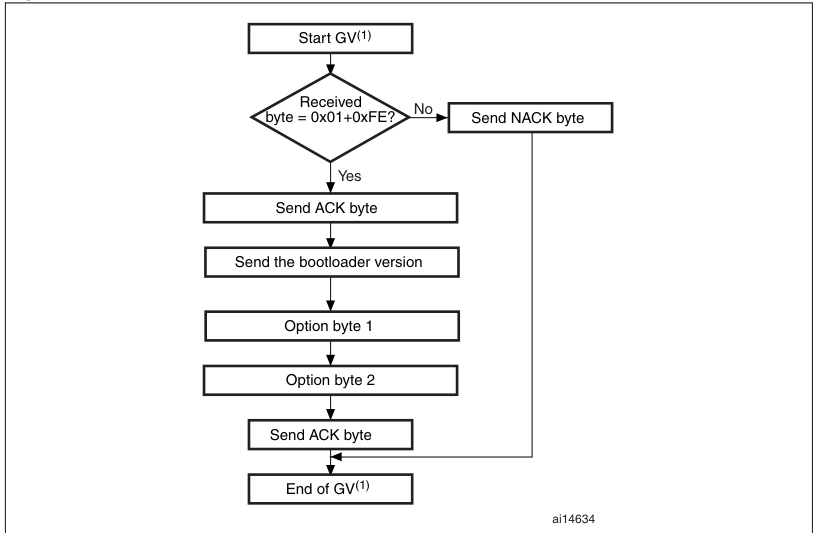 Start GV(1)
Received
byte = 0x01+0xFE?
No
Send NACK byte
Yes
Send ACK byte
Send the bootloader version
Option byte 1
Option byte 2
Send ACK byte
End of GV(1)
ai14634